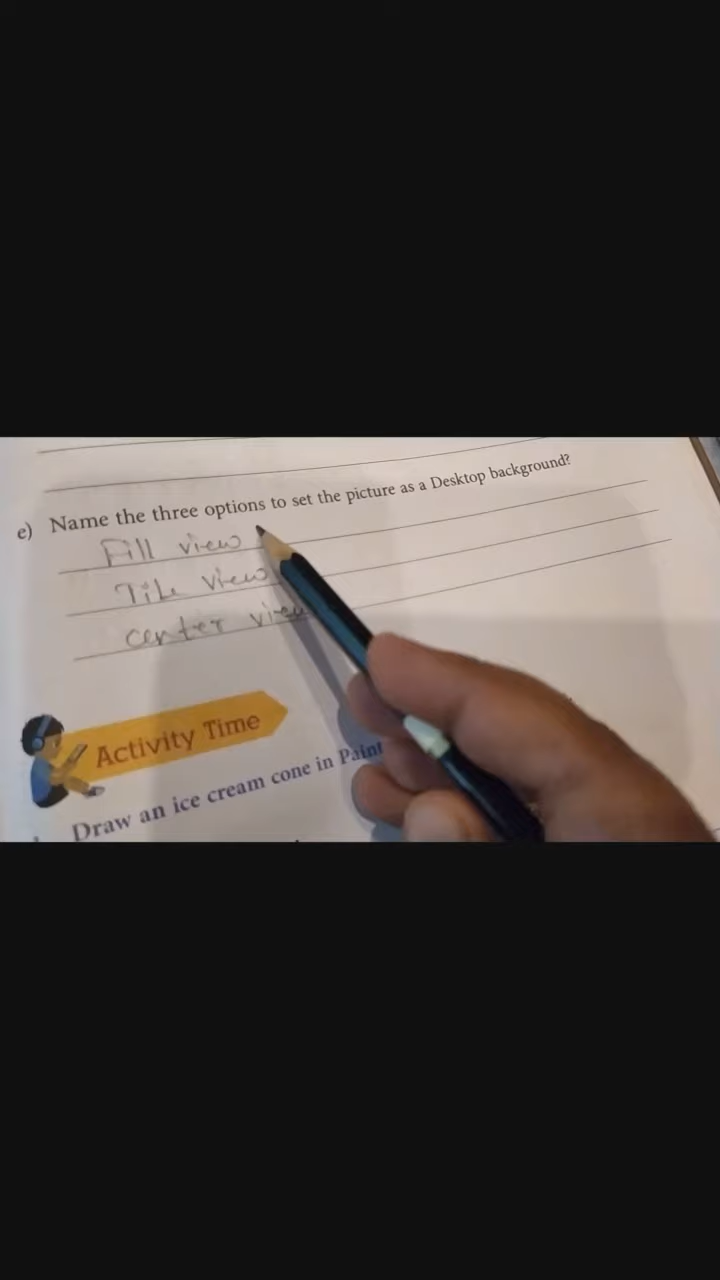 e) Name the three options to set the picture as a Desktop background?
Fill view
Tile view
center view
Activity Time
Draw an ice cream cone in Paint